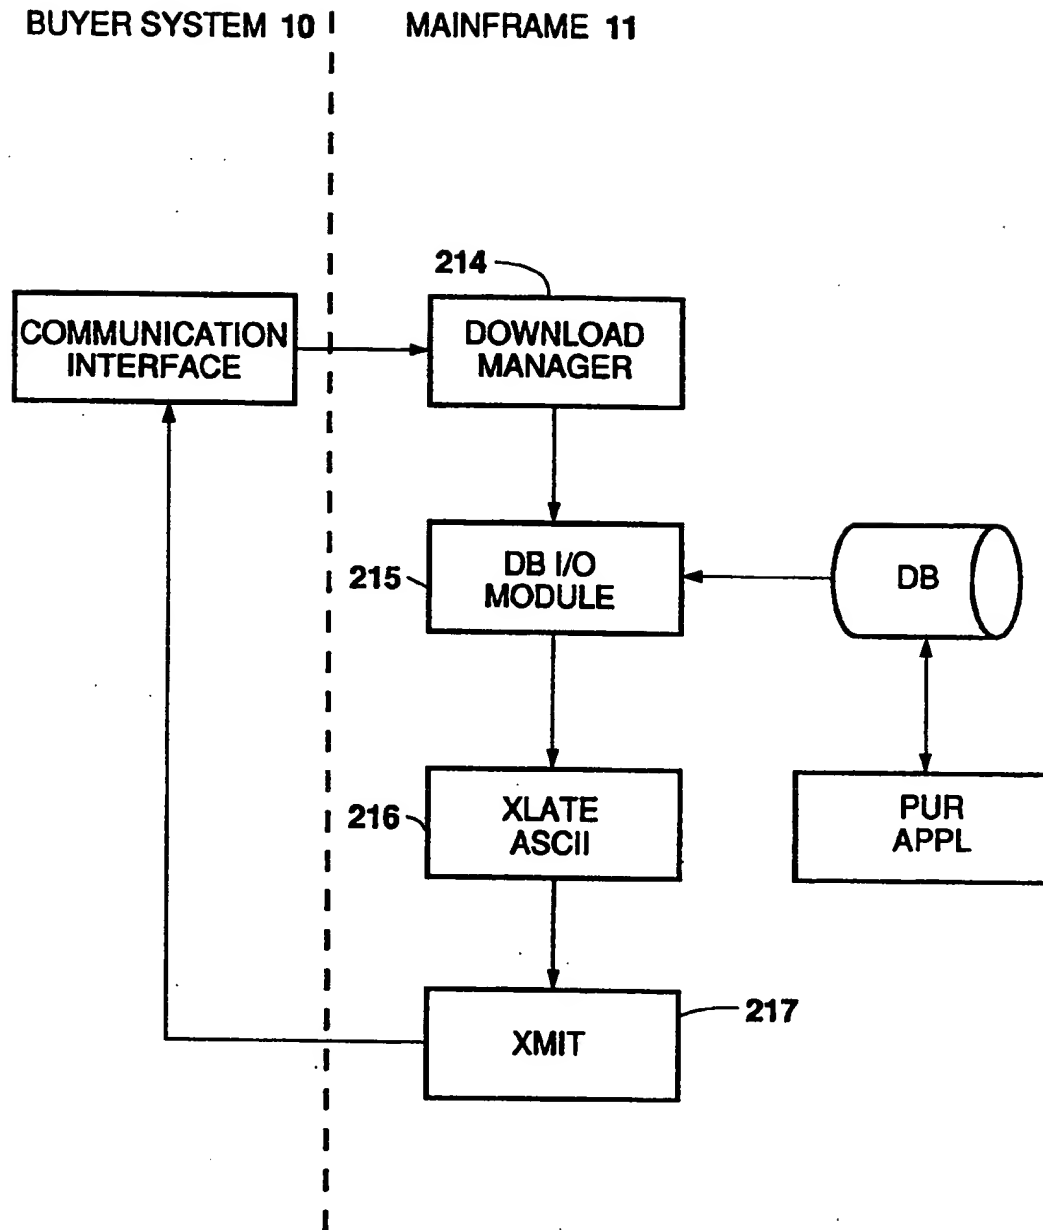 BUYER SYSTEM 10
MAINFRAME 11
214
COMMUNICATION
INTERFACE
DOWNLOAD
MANAGER
215
DB I/O
MODULE
DB
216
XLATE
ASCII
PUR
APPL
XMIT
217